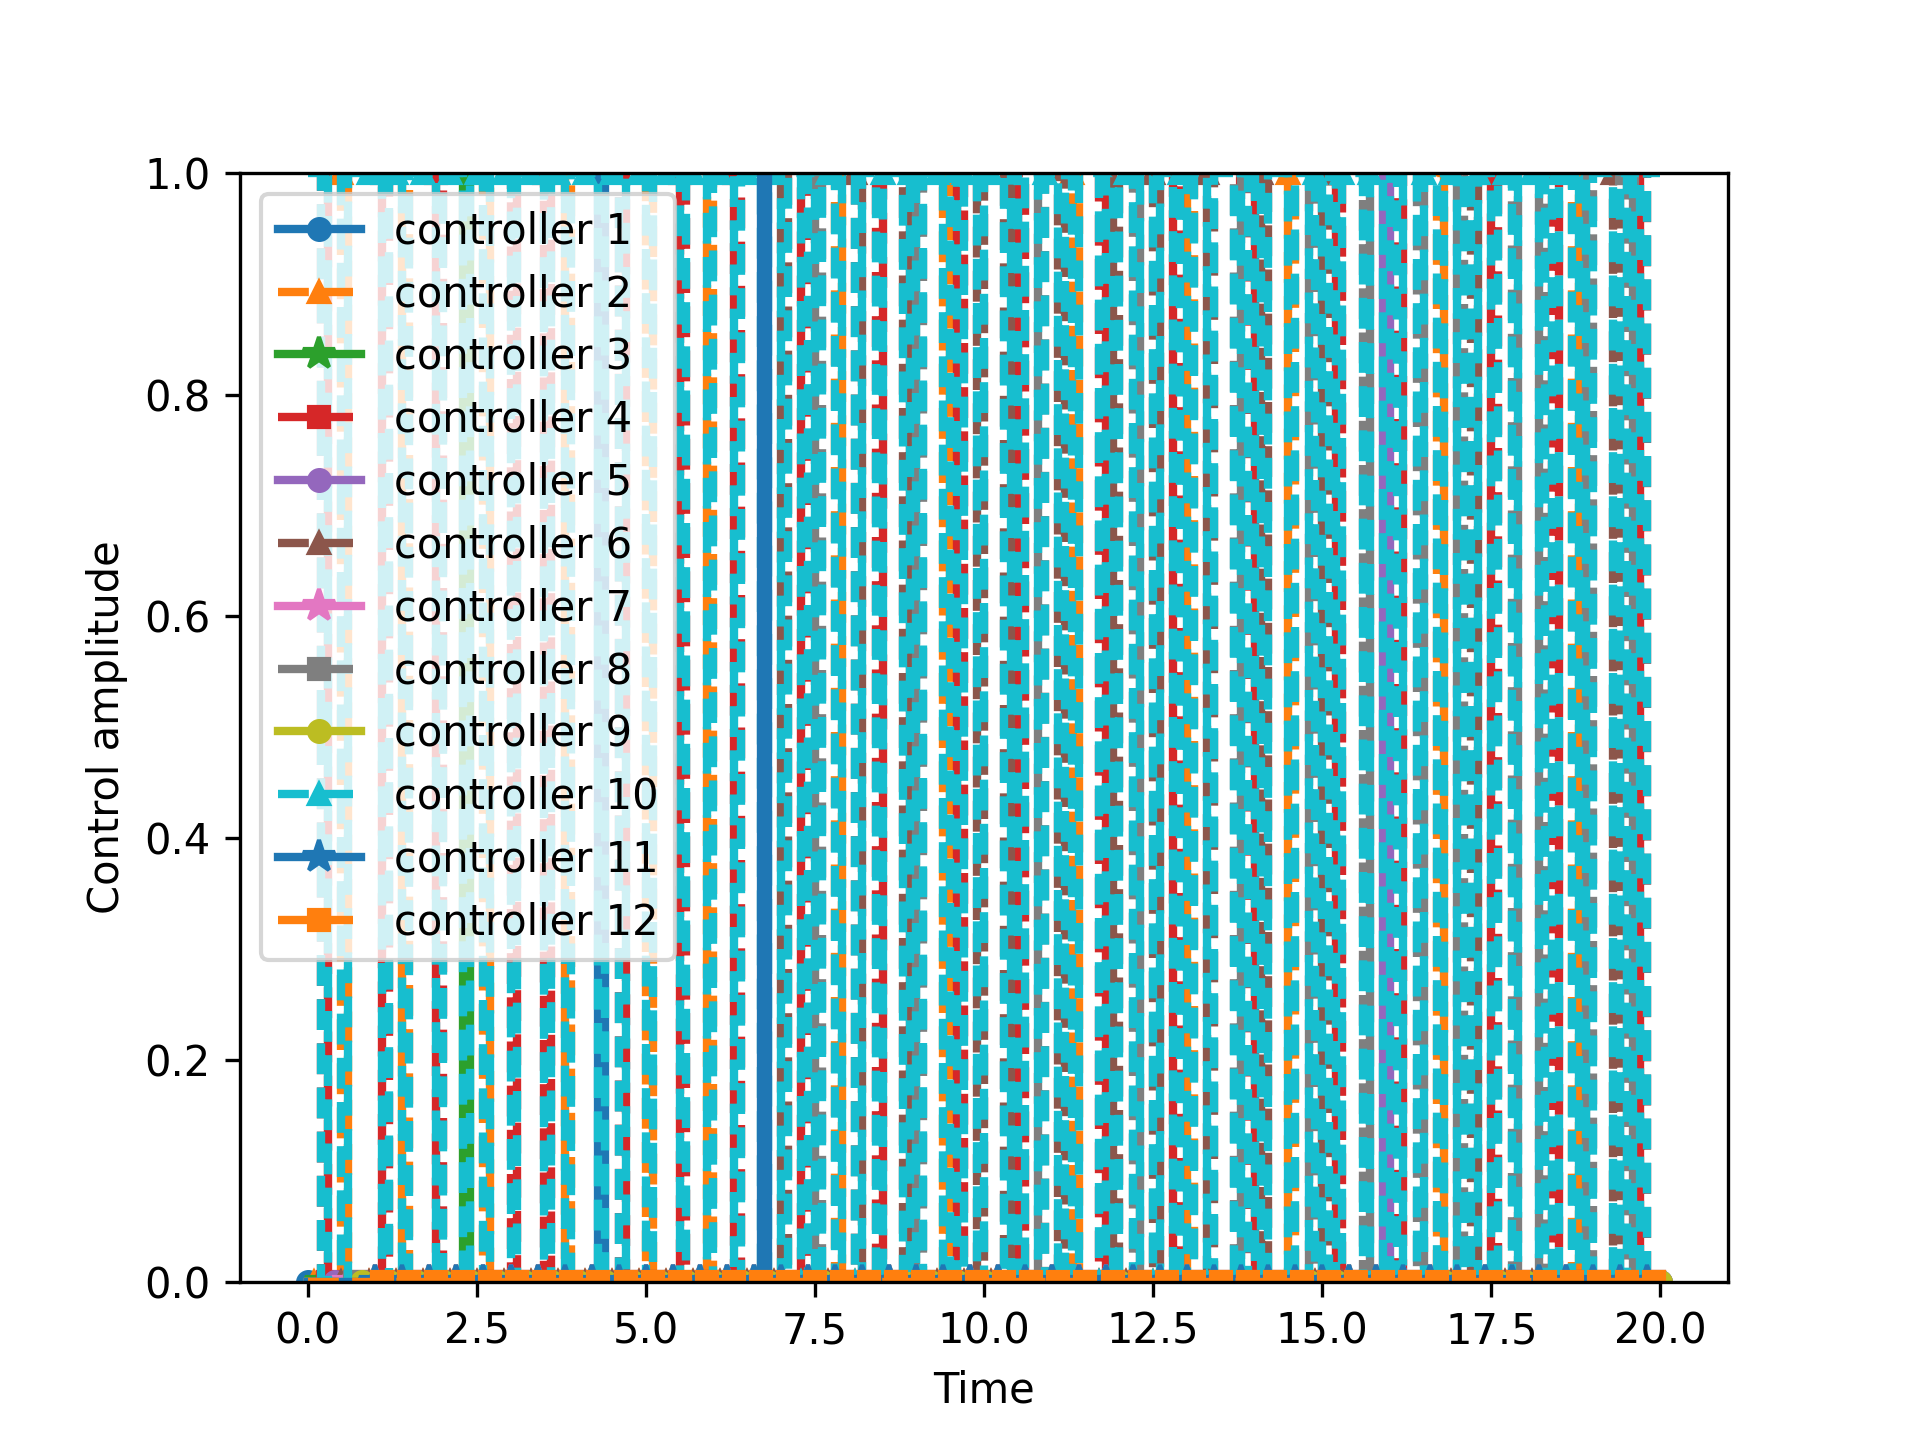 1.0
0.8
0.6
0.4
0.2
0.0
Control amplitude
controller 1
controller 2
controller 3
controller 4
controller 5
controller 6
controller 7
controller 8
controller 9
controller 10
controller 11
controller 12
0.0 2.5 5.0 7.5 10.0 12.5 15.0 17.5 20.0
Time